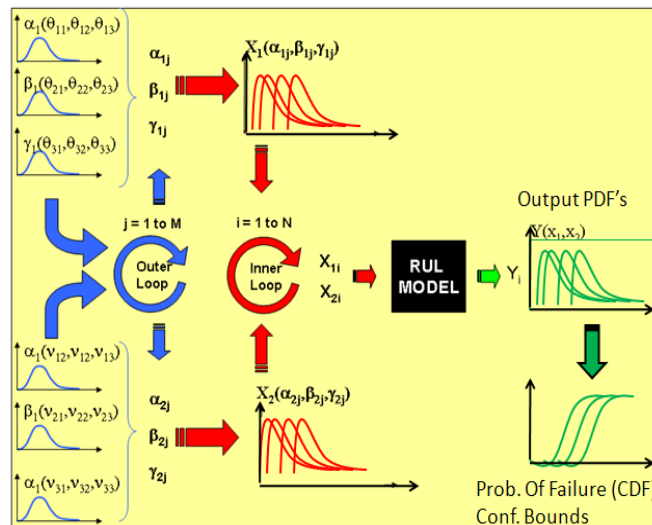 α₁(θ₁₁,θ₁₂,θ₁₃)
β₁(θ₂₁,θ₂₂,θ₂₃)
γ₁(θ₃₁,θ₃₂,θ₃₃)
α₁ⱼ
β₁ⱼ
γ₁ⱼ
X₁(α₁ⱼ,β₁ⱼ,γ₁ⱼ)
j = 1 to M
Outer
Loop
i = 1 to N
Inner
Loop
X₁ᵢ
X₂ᵢ
RUL
MODEL
Yᵢ
Output PDF's
Y(x₁,x₂)
α₁(ν₁₂,ν₁₂,ν₁₃)
β₁(ν₂₁,ν₂₂,ν₂₃)
α₁(ν₃₁,ν₃₂,ν₃₃)
α₂ⱼ
β₂ⱼ
γ₂ⱼ
X₂(α₂ⱼ,β₂ⱼ,γ₂ⱼ)
Prob. Of Failure (CDF)
Conf. Bounds